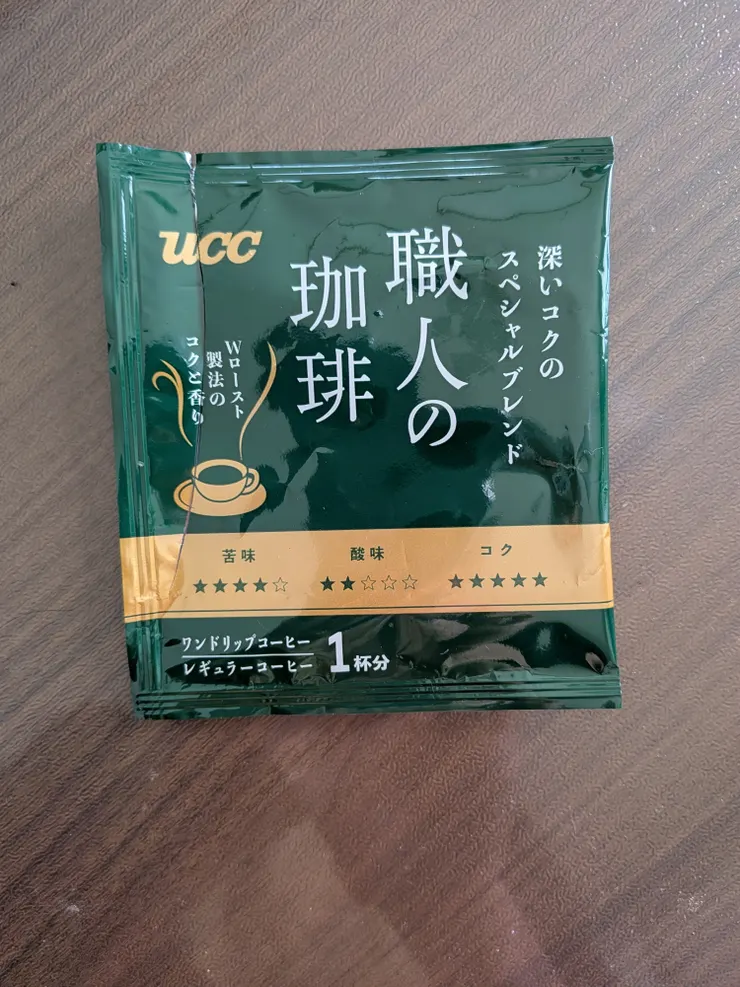 UCC
深いコクの
スペシャルブレンド
職人の
珈琲
Wロースト
製法の
コクと香り
苦味
★★★★☆
酸味
★★☆☆☆
コク
★★★★★
ワンドリップコーヒー
レギュラーコーヒー
1杯分